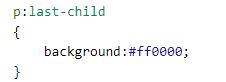 p:last-child
{
    background:#ff0000;
}